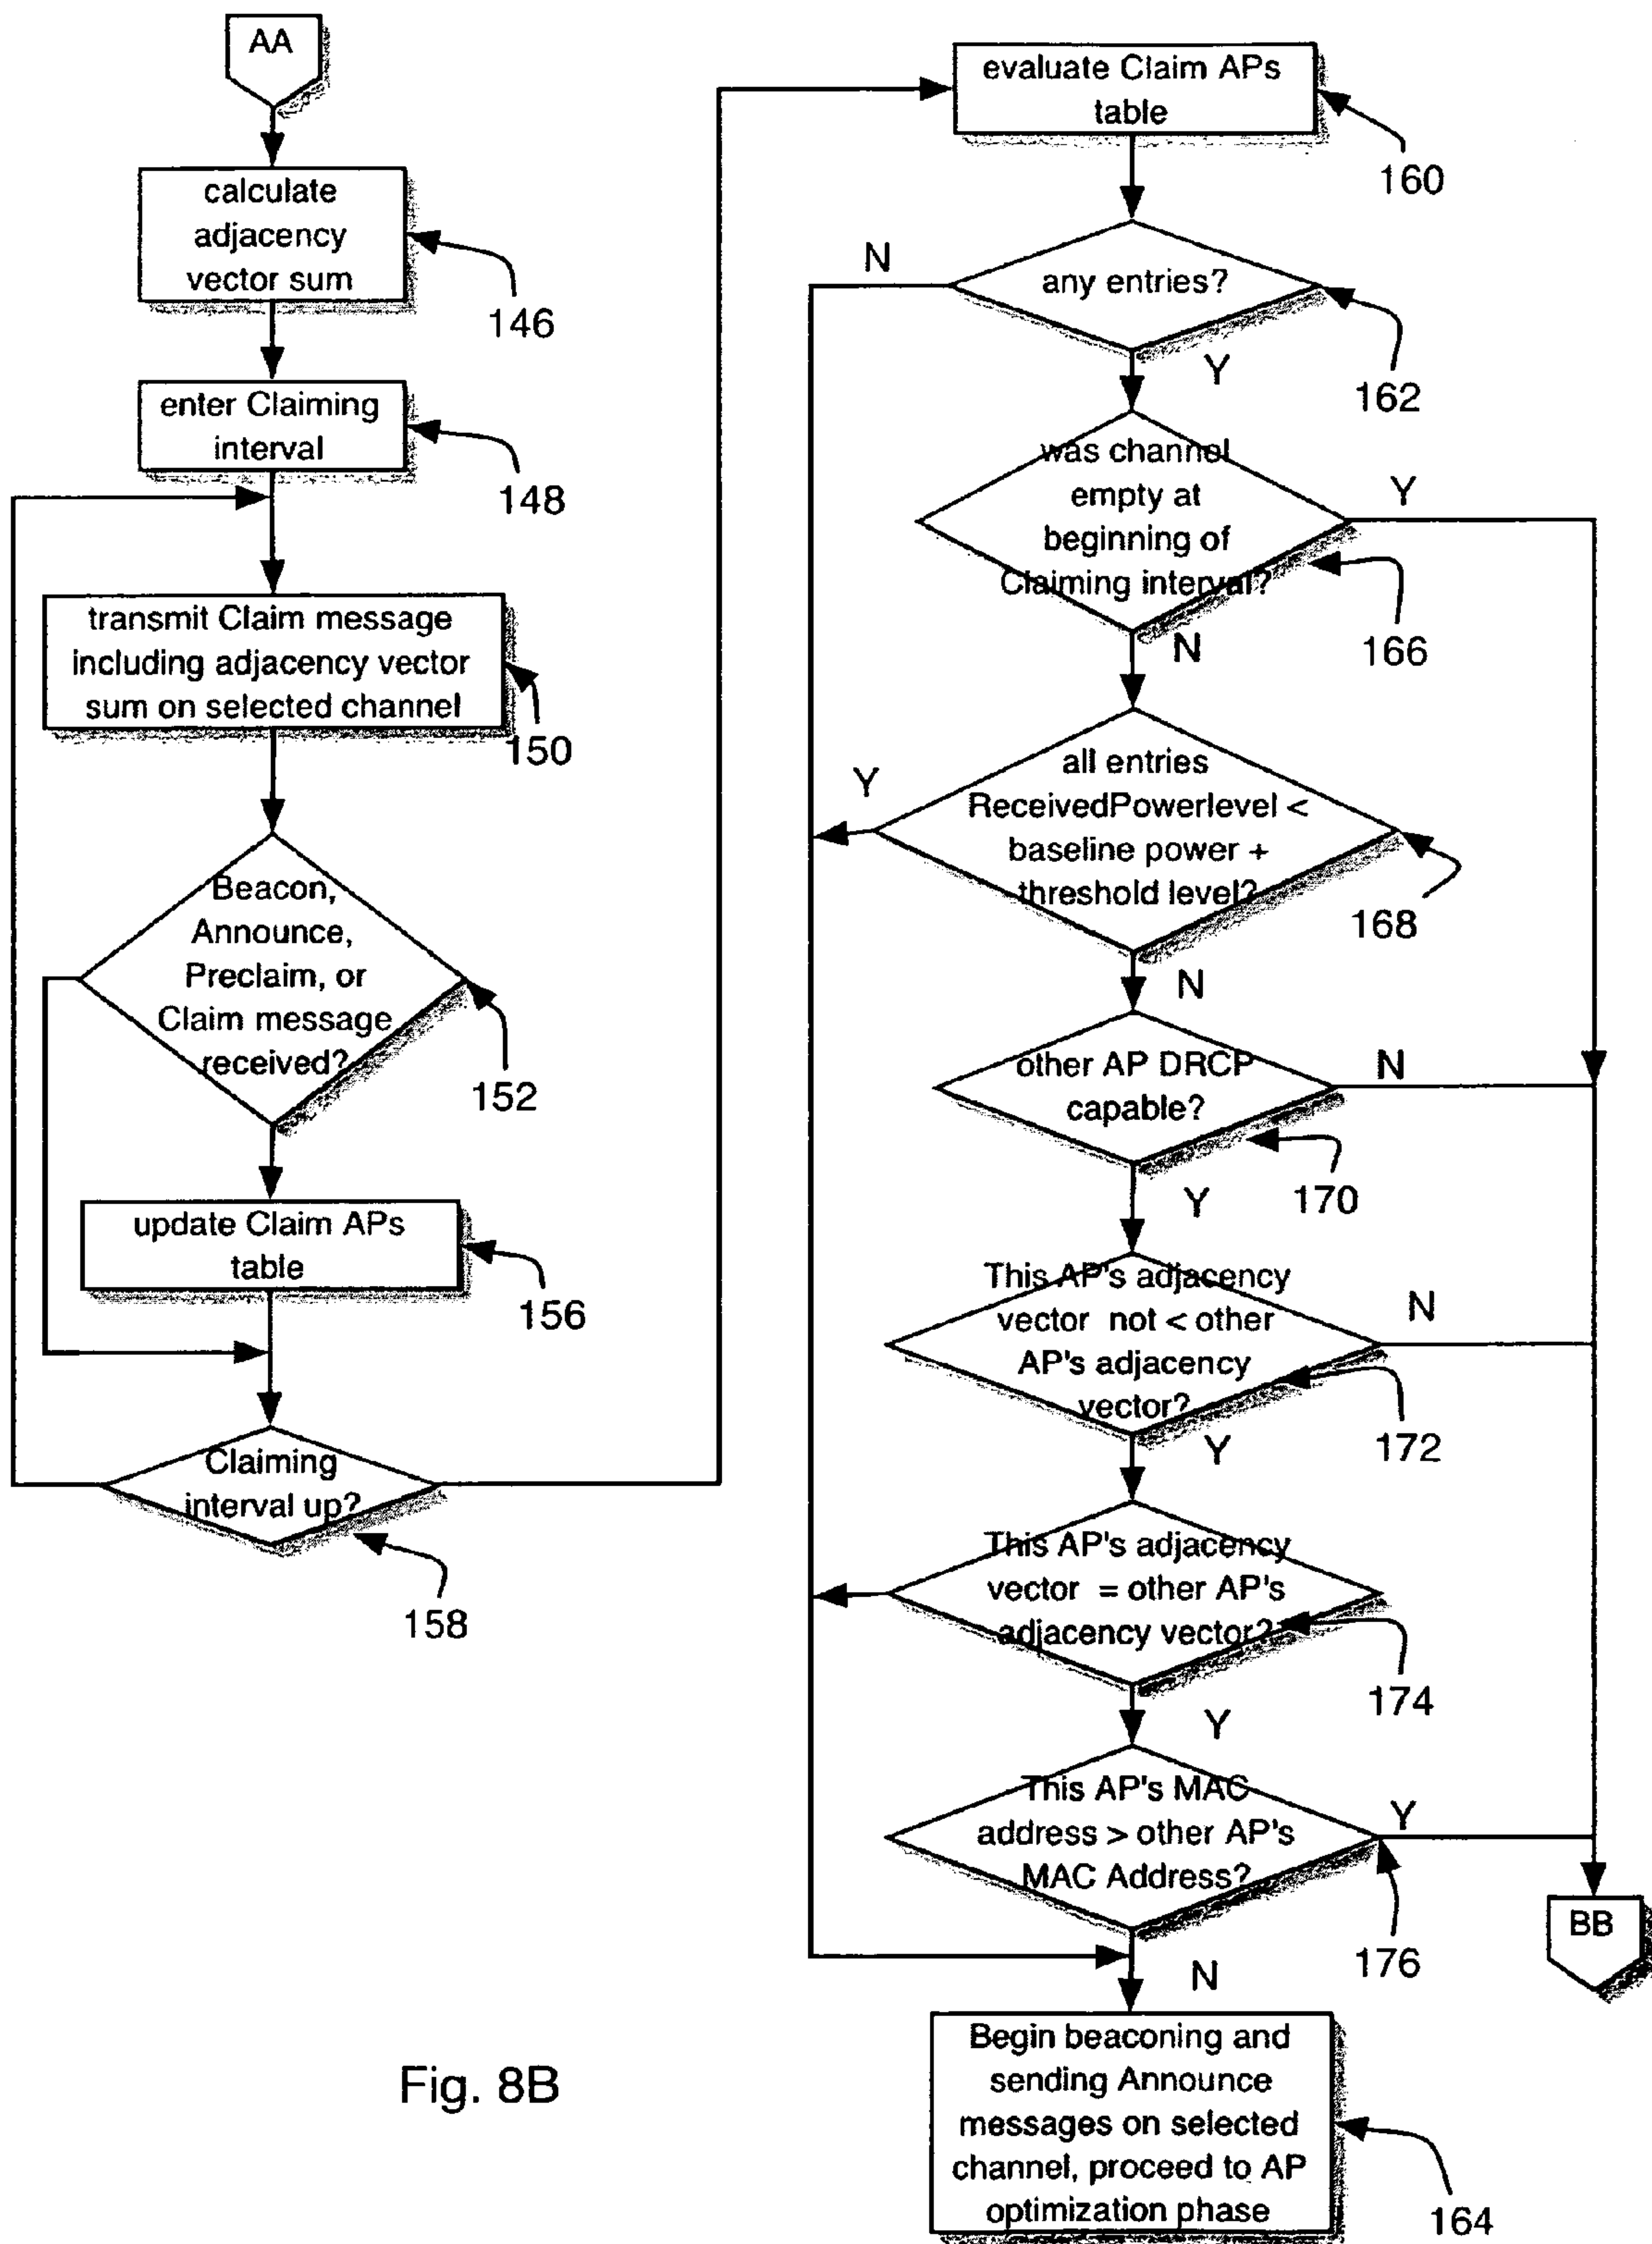 AA
calculate
adjacency
vector sum
146
enter Claiming
interval
148
transmit Claim message
including adjacency vector
sum on selected channel
150
Beacon,
Announce,
Preclaim, or
Claim message
received?
152
update Claim APs
table
156
Claiming
interval up?
158
evaluate Claim APs
table
160
any entries?
N
Y
162
was channel
empty at
beginning of
Claiming interval?
Y
N
166
all entries
ReceivedPowerlevel <
baseline power +
threshold level?
Y
N
168
other AP DRCP
capable?
N
Y
170
This AP's adjacency
vector not < other
AP's adjacency
vector?
N
Y
172
This AP's adjacency
vector = other AP's
adjacency vector?
Y
174
This AP's MAC
address > other AP's
MAC Address?
Y
N
176
BB
Begin beaconing and
sending Announce
messages on selected
channel, proceed to AP
optimization phase
164
Fig. 8B